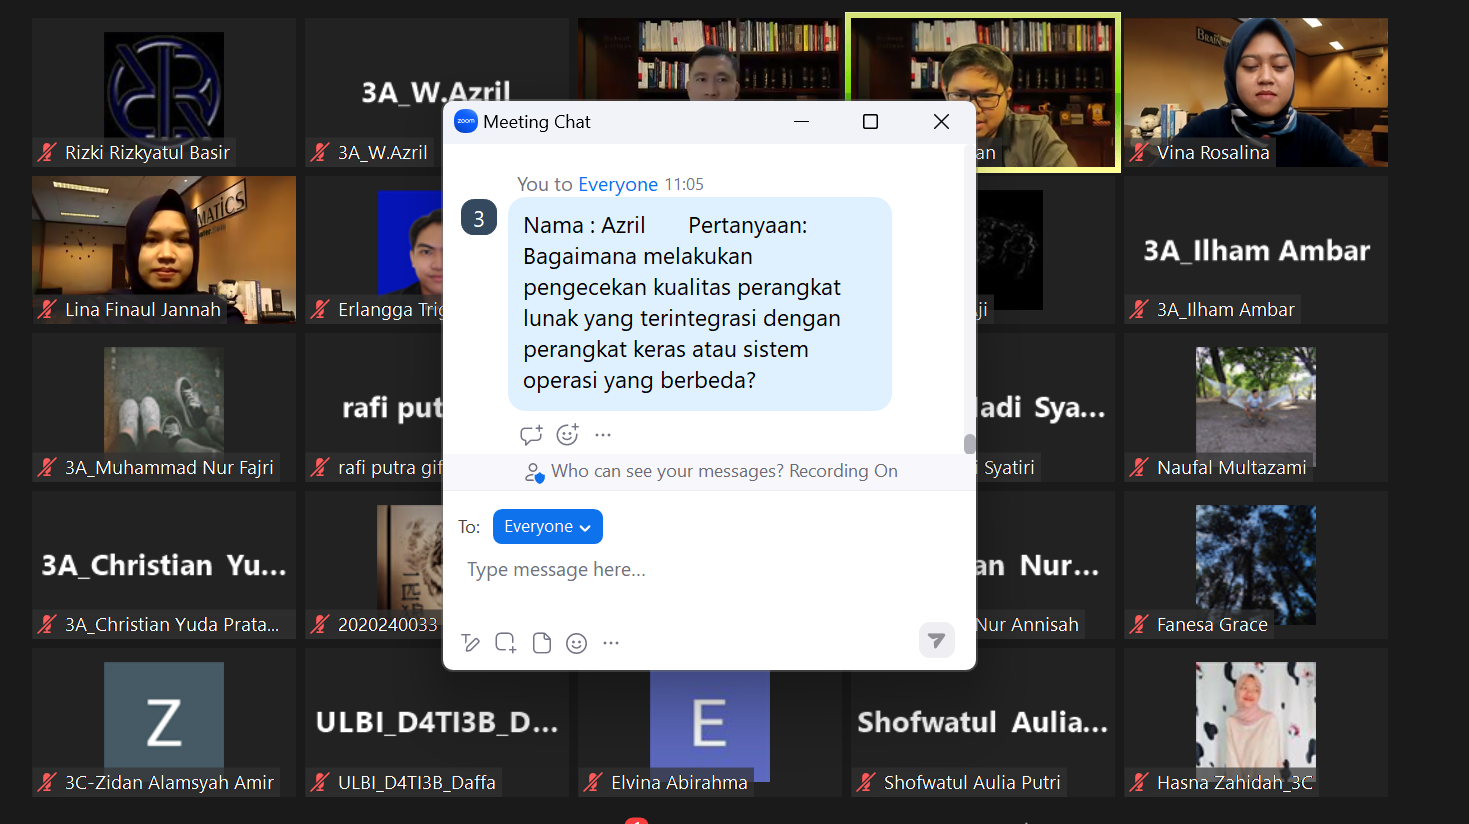 3A_W.Azril
BRAIN
Rizki Rizkyatul Basir
3A_W.Azril
an
Vina Rosalina
zoom
Meeting Chat
You to Everyone 11:05
3
Nama : Azril Pertanyaan:
Bagaimana melakukan
pengecekan kualitas perangkat
lunak yang terintegrasi dengan
perangkat keras atau sistem
operasi yang berbeda?
Who can see your messages? Recording On
To: Everyone
Type message here...
MATICS
3A_Ilham Ambar
Lina Finaul Jannah
Erlangga Trig
ji
3A_Ilham Ambar
rafi put
adi Sya...
3A_Muhammad Nur Fajri
rafi putra gif
i Syatiri
Naufal Multazami
3A_Christian Yu...
an Nur...
3A_Christian Yuda Prata...
2020240033
Nur Annisah
Fanesa Grace
Z
ULBI_D4TI3B_D...
E
Shofwatul Aulia...
3C-Zidan Alamsyah Amir
ULBI_D4TI3B_Daffa
Elvina Abirahma
Shofwatul Aulia Putri
Hasna Zahidah_3C